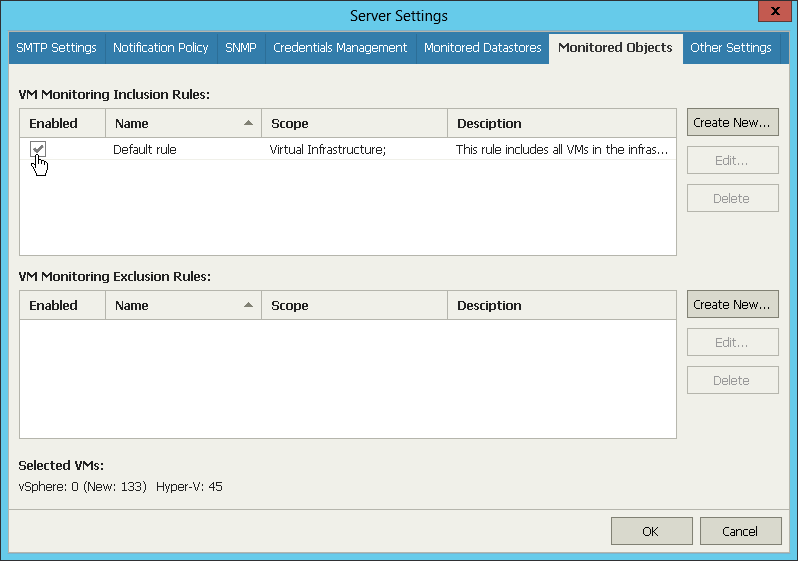 Server Settings
x
SMTP Settings Notification Policy SNMP Credentials Management Monitored Datastores Monitored Objects Other Settings
VM Monitoring Inclusion Rules:
Enabled Name Scope Desciption Create New...
Default rule Virtual Infrastructure; This rule includes all VMs in the infras... Edit...
Delete
VM Monitoring Exclusion Rules:
Enabled Name Scope Desciption Create New...
Edit...
Delete
Selected VMs:
vSphere: 0 (New: 133) Hyper-V: 45
OK Cancel